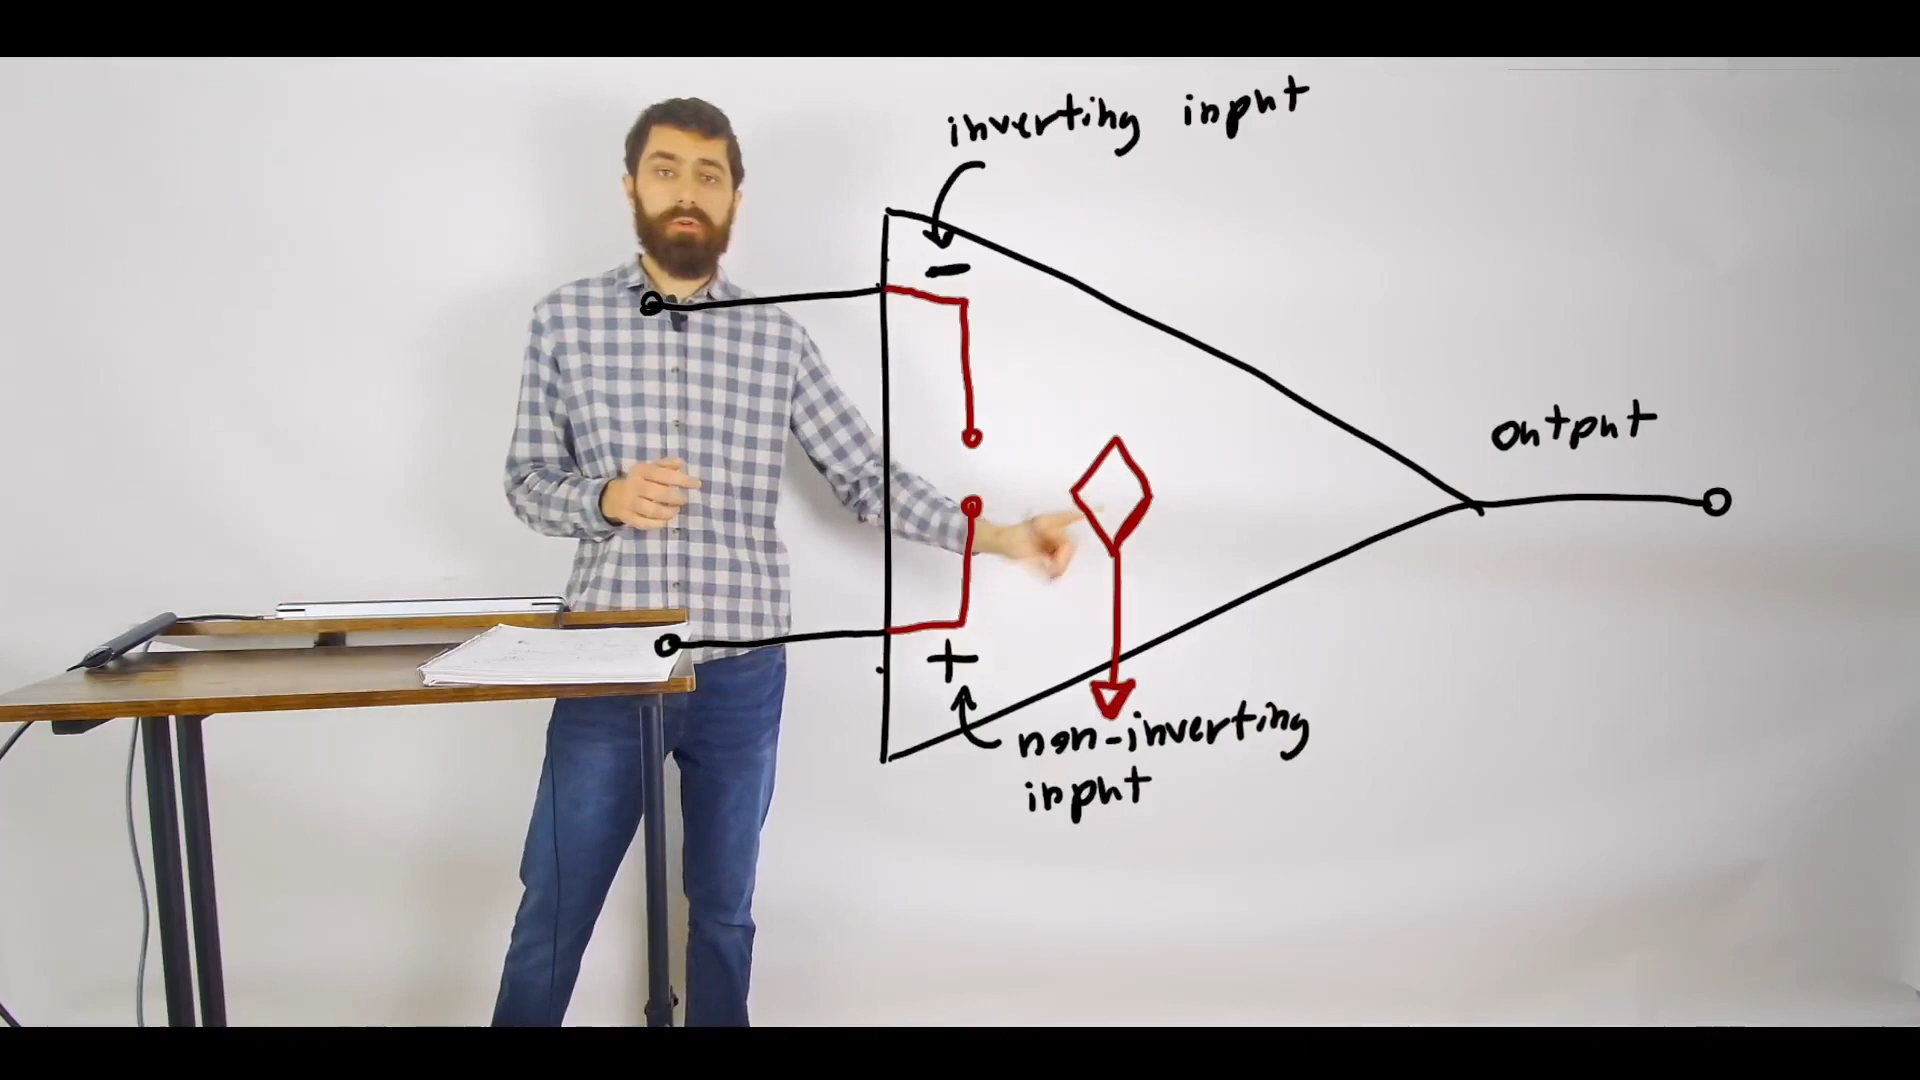 inverting input
-
output
+
non-inverting
input